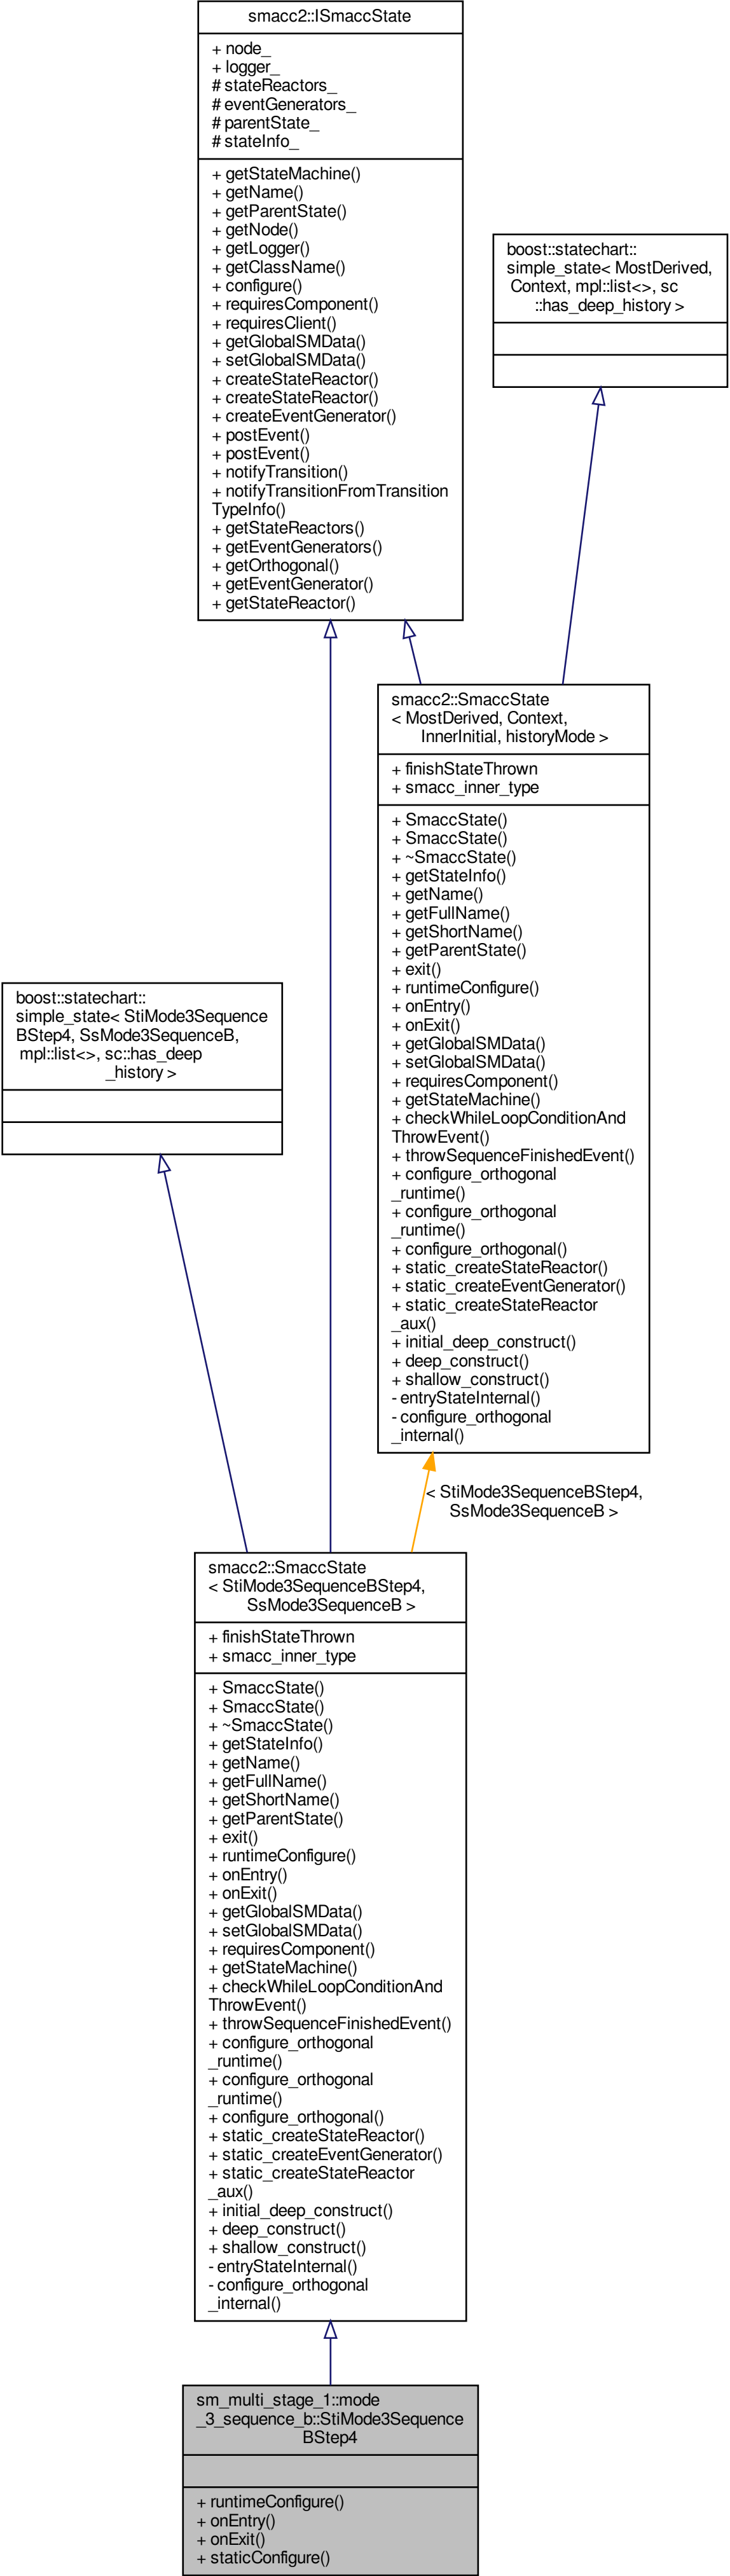 smacc2::ISmaccState
+ node_
+ logger_
# stateReactors_
# eventGenerators_
# parentState_
# stateInfo_
+ getStateMachine()
+ getName()
+ getParentState()
+ getNode()
+ getLogger()
+ getClassName()
+ configure()
+ requiresComponent()
+ requiresClient()
+ getGlobalSMData()
+ setGlobalSMData()
+ createStateReactor()
+ createStateReactor()
+ createEventGenerator()
+ postEvent()
+ postEvent()
+ notifyTransition()
+ notifyTransitionFromTransition
TypeInfo()
+ getStateReactors()
+ getEventGenerators()
+ getOrthogonal()
+ getEventGenerator()
+ getStateReactor()
boost::statechart::
simple_state< MostDerived,
Context, mpl::list<>, sc
::has_deep_history >
smacc2::SmaccState
< MostDerived, Context,
InnerInitial, historyMode >
+ finishStateThrown
+ smacc_inner_type
+ SmaccState()
+ SmaccState()
+ ~SmaccState()
+ getStateInfo()
+ getName()
+ getFullName()
+ getShortName()
+ getParentState()
+ exit()
+ runtimeConfigure()
+ onEntry()
+ onExit()
+ getGlobalSMData()
+ setGlobalSMData()
+ requiresComponent()
+ getStateMachine()
+ checkWhileLoopConditionAnd
ThrowEvent()
+ throwSequenceFinishedEvent()
+ configure_orthogonal
_runtime()
+ configure_orthogonal
_runtime()
+ configure_orthogonal()
+ static_createStateReactor()
+ static_createEventGenerator()
+ static_createStateReactor
_aux()
+ initial_deep_construct()
+ deep_construct()
+ shallow_construct()
- entryStateInternal()
- configure_orthogonal
_internal()
boost::statechart::
simple_state< StiMode3Sequence
BStep4, SsMode3SequenceB,
mpl::list<>, sc::has_deep
_history >
< StiMode3SequenceBStep4,
SsMode3SequenceB >
smacc2::SmaccState
< StiMode3SequenceBStep4,
SsMode3SequenceB >
+ finishStateThrown
+ smacc_inner_type
+ SmaccState()
+ SmaccState()
+ ~SmaccState()
+ getStateInfo()
+ getName()
+ getFullName()
+ getShortName()
+ getParentState()
+ exit()
+ runtimeConfigure()
+ onEntry()
+ onExit()
+ getGlobalSMData()
+ setGlobalSMData()
+ requiresComponent()
+ getStateMachine()
+ checkWhileLoopConditionAnd
ThrowEvent()
+ throwSequenceFinishedEvent()
+ configure_orthogonal
_runtime()
+ configure_orthogonal
_runtime()
+ configure_orthogonal()
+ static_createStateReactor()
+ static_createEventGenerator()
+ static_createStateReactor
_aux()
+ initial_deep_construct()
+ deep_construct()
+ shallow_construct()
- entryStateInternal()
- configure_orthogonal
_internal()
sm_multi_stage_1::mode
_3_sequence_b::StiMode3Sequence
BStep4
+ runtimeConfigure()
+ onEntry()
+ onExit()
+ staticConfigure()